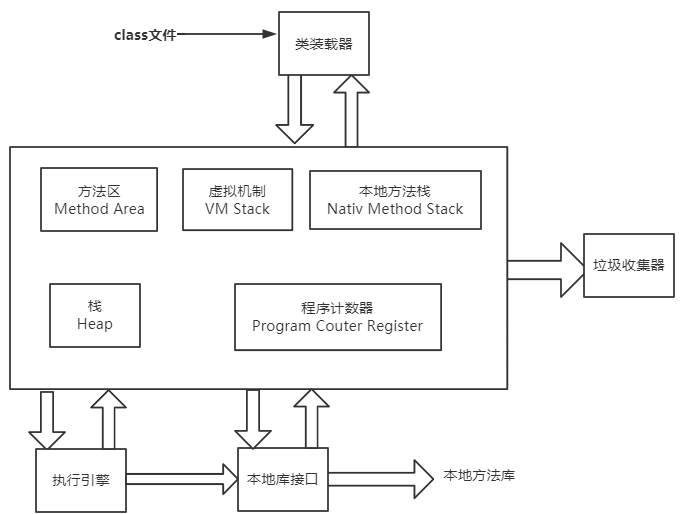 class文件
类装载器
方法区
Method Area
虚拟机制
VM Stack
本地方法栈
Nativ Method Stack
垃圾收集器
栈
Heap
程序计数器
Program Couter Register
执行引擎
本地库接口
本地方法库